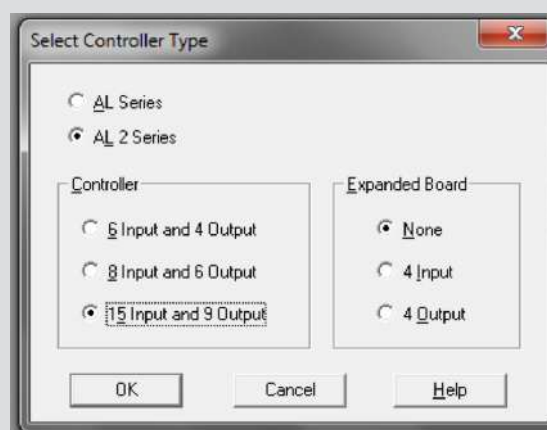 Select Controller Type
AL Series
AL 2 Series
Controller
6 Input and 4 Output
8 Input and 6 Output
15 Input and 9 Output
Expanded Board
None
4 Input
4 Output
OK Cancel Help